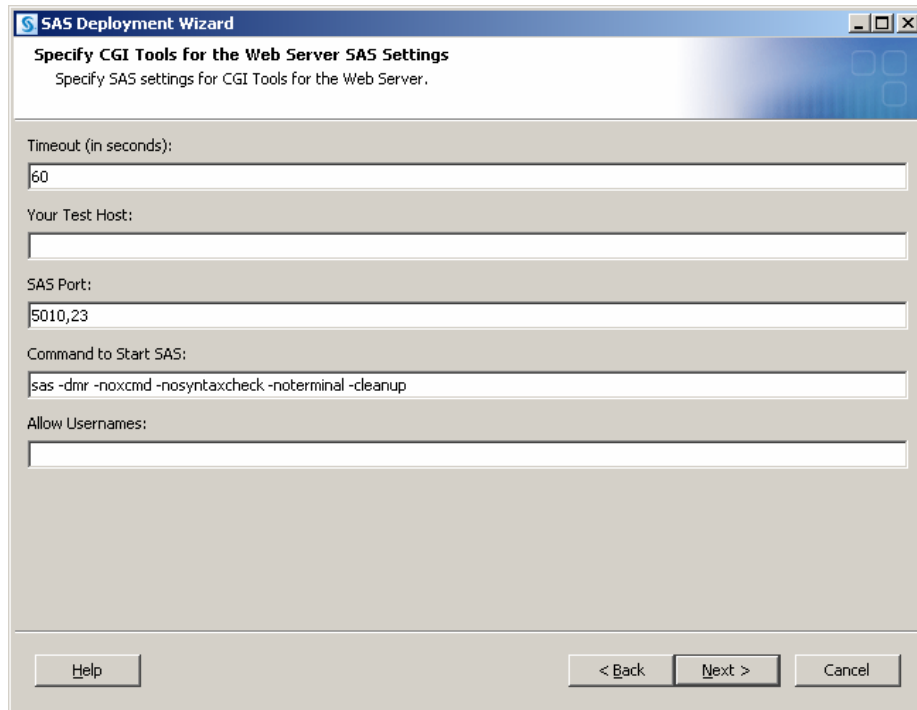 SAS Deployment Wizard
Specify CGI Tools for the Web Server SAS Settings
Specify SAS settings for CGI Tools for the Web Server.
Timeout (in seconds):
60
Your Test Host:
SAS Port:
5010,23
Command to Start SAS:
sas -dmr -noxcmd -nosyntaxcheck -noterminal -cleanup
Allow Usernames:
Help < Back Next > Cancel